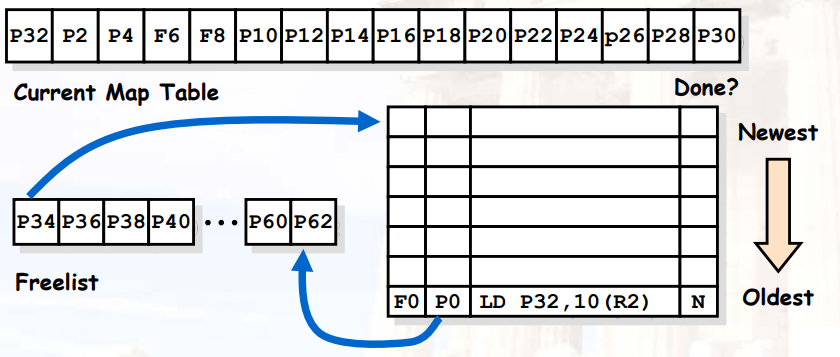 P32 P2 P4 F6 F8 P10 P12 P14 P16 P18 P20 P22 P24 p26 P28 P30
Current Map Table
Done?
Newest
P34 P36 P38 P40 ... P60 P62
Freelist
F0 P0 LD P32,10(R2) N
Oldest